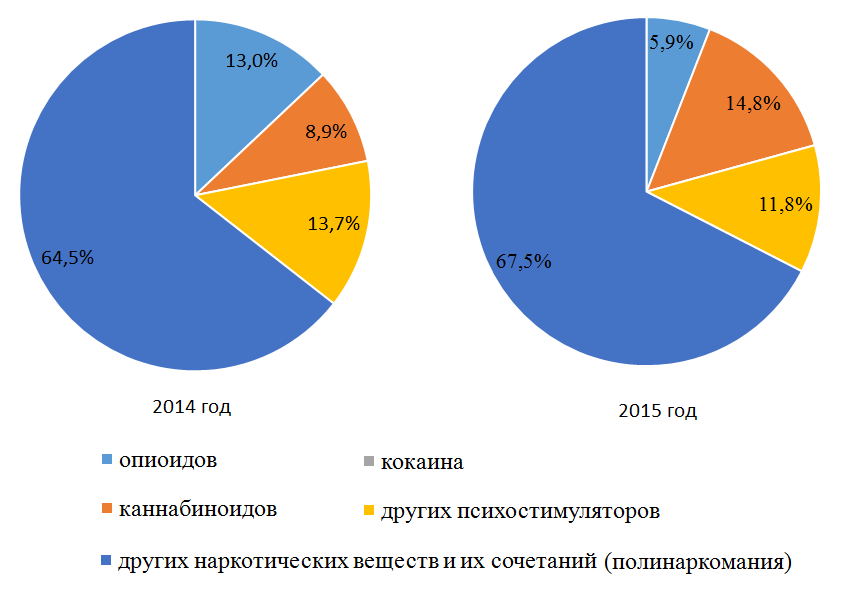 13,0%
8,9%
13,7%
64,5%
2014 год
5,9%
14,8%
11,8%
67,5%
2015 год
опиоидов
кокаина
каннабиноидов
других психостимуляторов
других наркотических веществ и их сочетаний (полинаркомания)